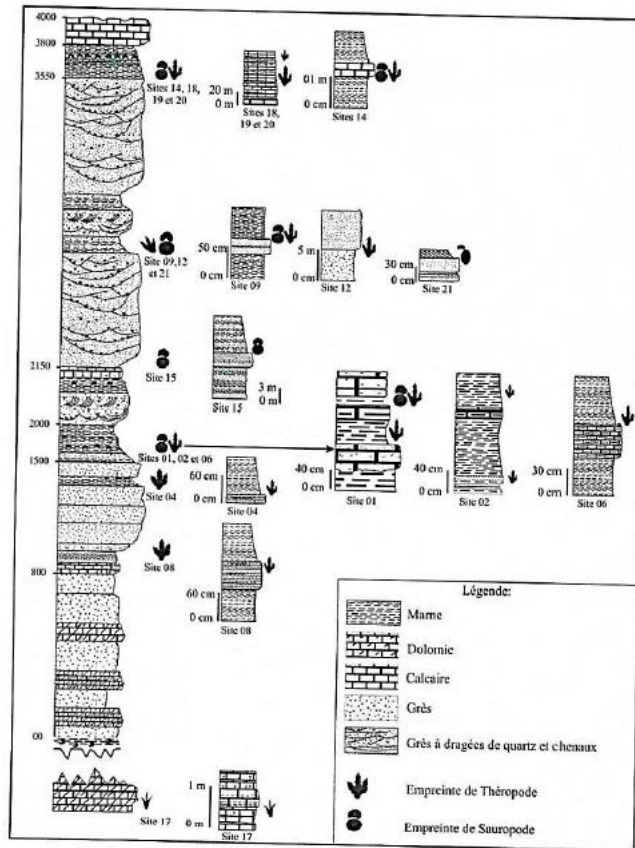 4000
3800
3550
Sites 14, 18,
19 et 20
20 m
0 m
Sites 18,
19 et 20
01 m
0 cm
Sites 14
Site 09,12
et 21
50 cm
0 cm
Site 09
5 m
0 cm
Site 12
30 cm
0 cm
Site 21
2150
Site 15
3 m
0 m
Site 15
2000
1500
Sites 01, 02 et 06
Site 04
60 cm
0 cm
Site 04
40 cm
0 cm
Site 01
40 cm
0 cm
Site 02
30 cm
0 cm
Site 06
800
Site 08
60 cm
0 cm
Site 08
00
Site 17
1 m
0 m
Site 17
Légende:
Marne
Dolomie
Calcaire
Grès
Grès à dragées de quartz et chenaux
Empreinte de Théropode
Empreinte de Sauropode